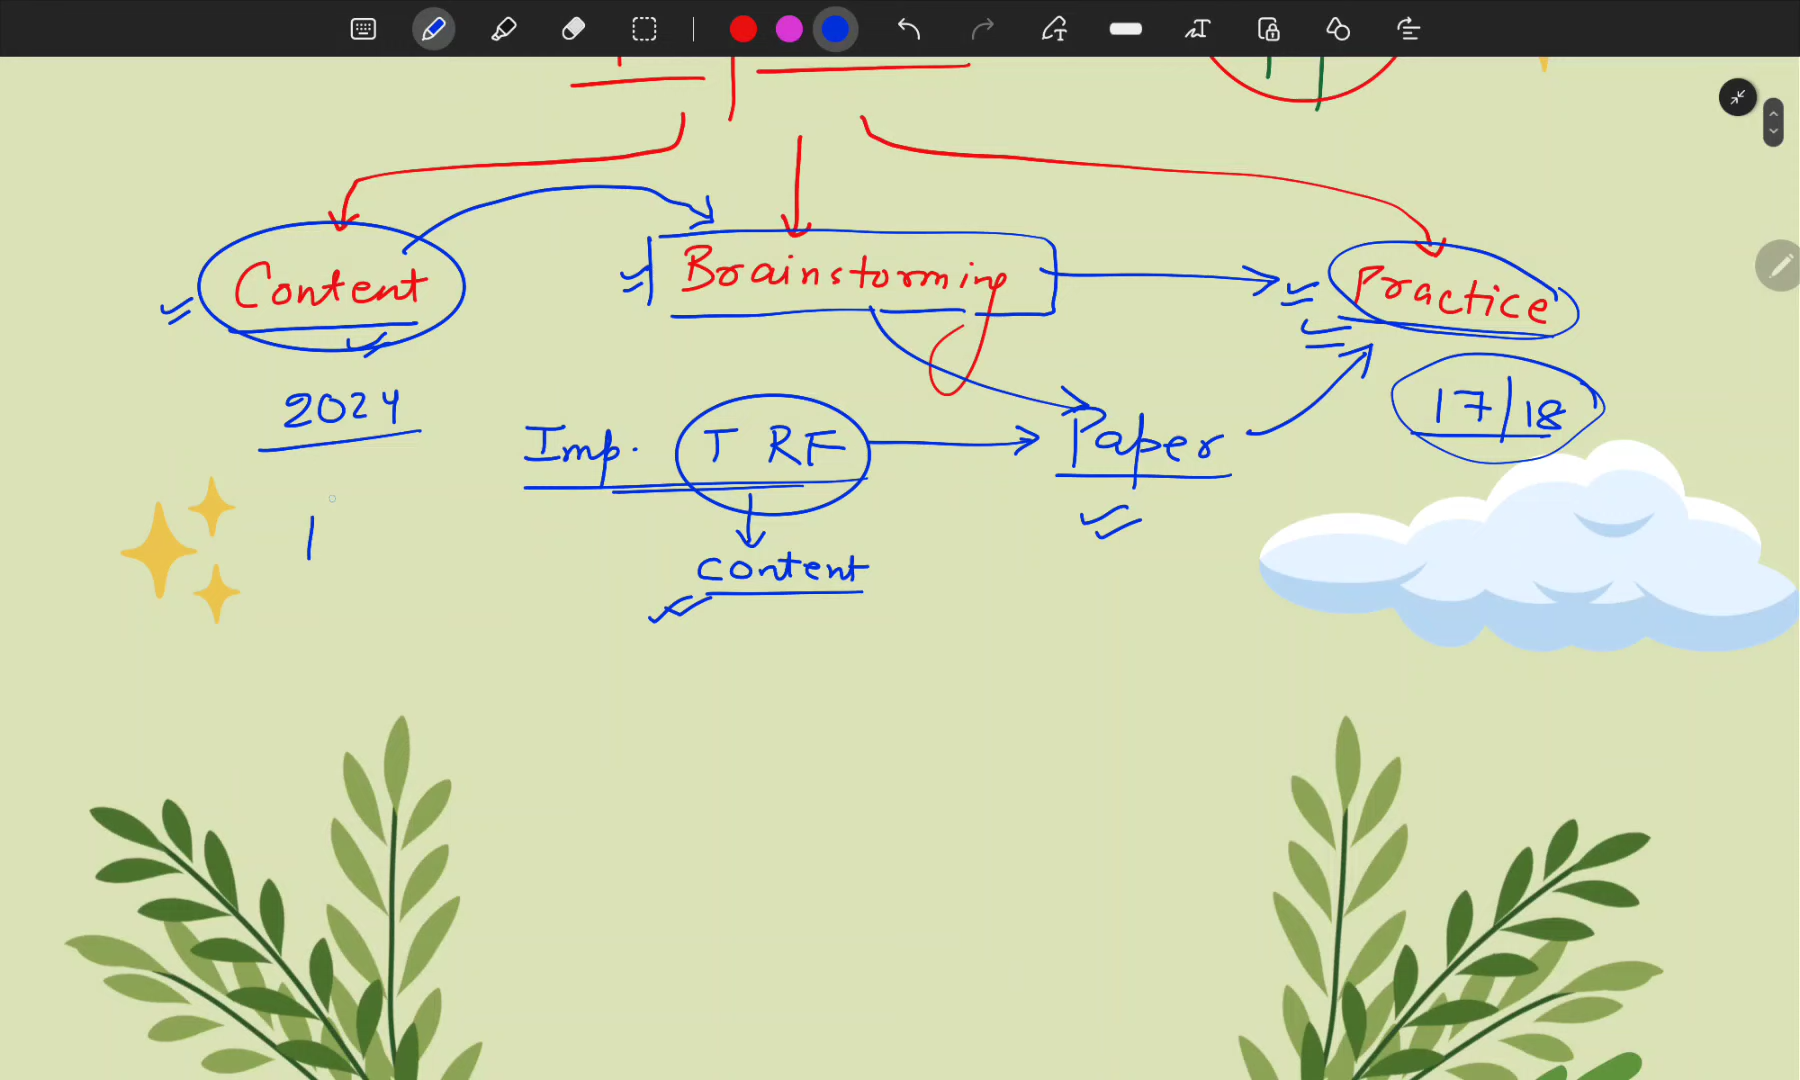 Content Brainstorming Practice
2024
17/18
Imp. T RF Paper
content